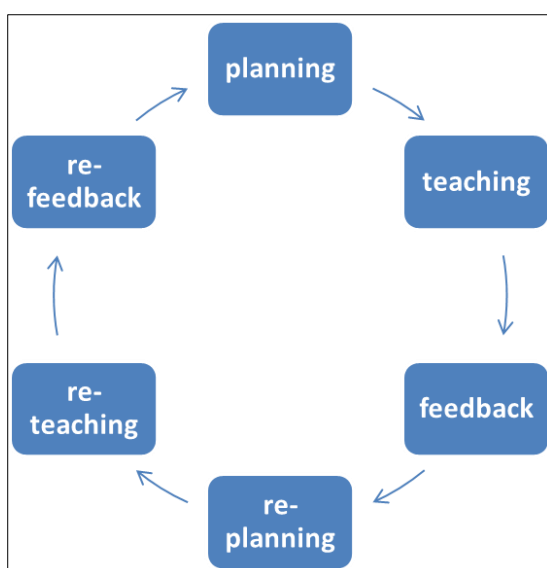 planning
teaching
feedback
re-
planning
re-
teaching
re-
feedback